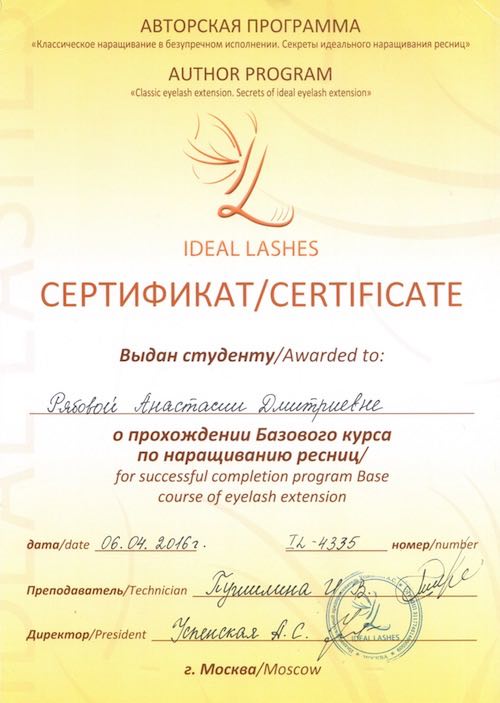 АВТОРСКАЯ ПРОГРАММА
«Классическое наращивание в безупречном исполнении. Секреты идеального наращивания ресниц»
AUTHOR PROGRAM
«Classic eyelash extension. Secrets of ideal eyelash extension»
IDEAL LASHES
СЕРТИФИКАТ/CERTIFICATE
Выдан студенту/Awarded to:
Рябовой Анастасии Дмитриевне
о прохождении Базового курса
по наращиванию ресниц/
for successful completion program Base
course of eyelash extension
дата/date 06.04.2016г. IL-4335 номер/number
Преподаватель/Technician Пушилина И.В.
Директор/President Успенская А.С.
IDEAL LASHES
МОСКВА
г. Москва/Moscow